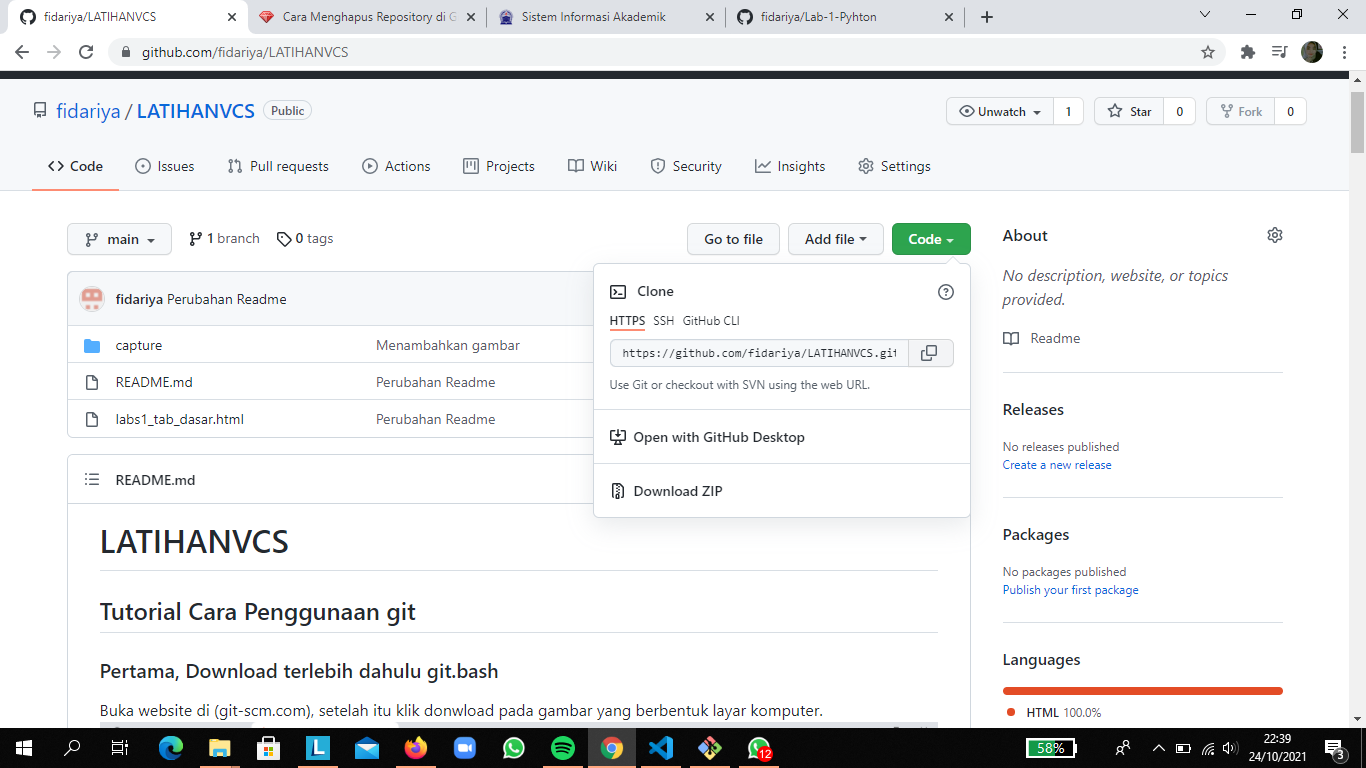 fidariya/LATIHANVCS
Cara Menghapus Repository di G
Sistem Informasi Akademik
fidariya/Lab-1-Pyhton
github.com/fidariya/LATIHANVCS
fidariya / LATIHANVCS Public
Unwatch 1
Star 0
Fork 0
Code Issues Pull requests Actions Projects Wiki Security Insights Settings
main 1 branch 0 tags
Go to file Add file Code
About
No description, website, or topics
provided.
Readme
Releases
No releases published
Create a new release
Packages
No packages published
Publish your first package
Languages
HTML 100.0%
Clone
HTTPS SSH GitHub CLI
https://github.com/fidariya/LATIHANVCS.git
Use Git or checkout with SVN using the web URL.
Open with GitHub Desktop
Download ZIP
fidariya Perubahan Readme
capture Menambahkan gambar
README.md Perubahan Readme
labs1_tab_dasar.html Perubahan Readme
README.md
LATIHANVCS
Tutorial Cara Penggunaan git
Pertama, Download terlebih dahulu git.bash
Buka website di (git-scm.com), setelah itu klik donwload pada gambar yang berbentuk layar komputer.
L
12
58%
22:39
24/10/2021
3